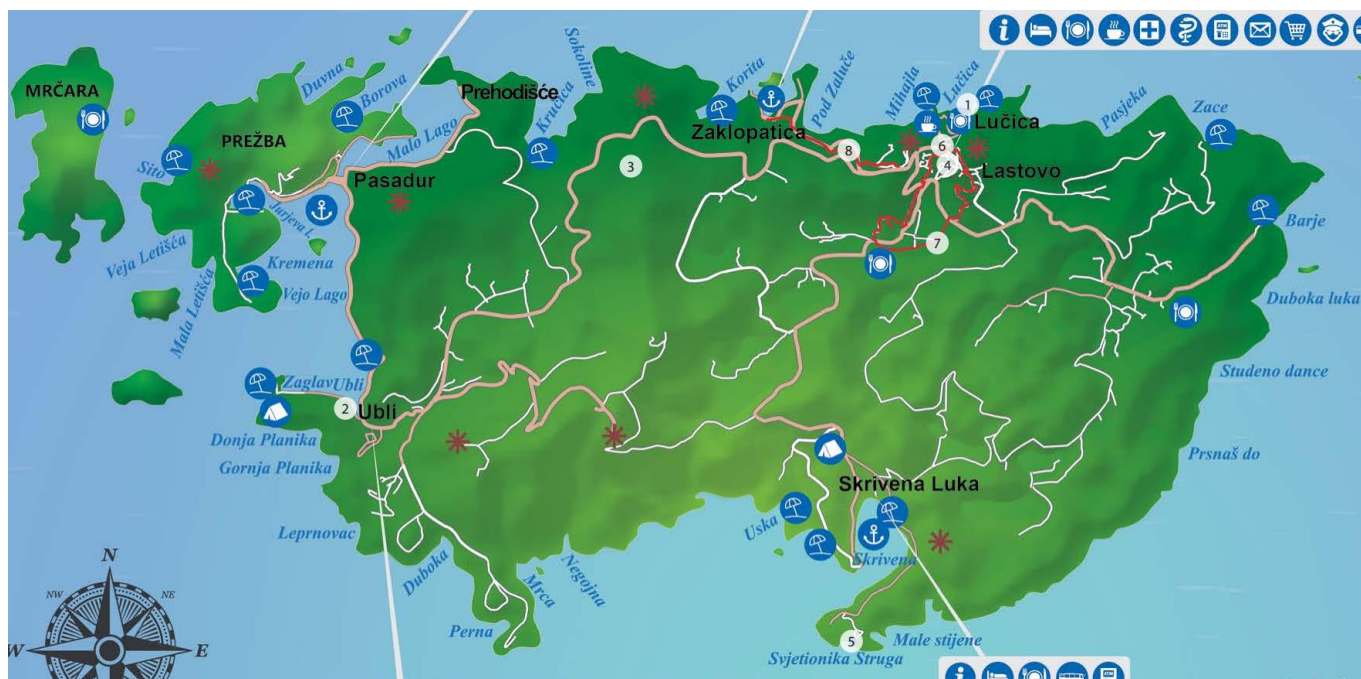 i
ATM
MRČARA
Duvna
Borova
PREŽBA
Sito
Malo Lago
Prehodišće
Kručica
Sokoline
Korita
Zaklopatica
Pod Zaluče
Mihajla
Lučica
1
Lučica
6
4
8
Lastovo
Pasjeka
Zace
3
Pasadur
Jurjeva l.
Veja Letišća
Kremena
Vejo Lago
Mala Letišća
7
Barje
Duboka luka
Zaglav
Ubli
2
Ubli
Studeno dance
Donja Planika
Gornja Planika
Prsnaš do
Skrivena Luka
Uska
Skrivena
Leprnovac
Duboka
Mrca
Negojna
Perna
5
Male stijene
Svjetionika Struga
N
NW
NE
W
E
i
ATM